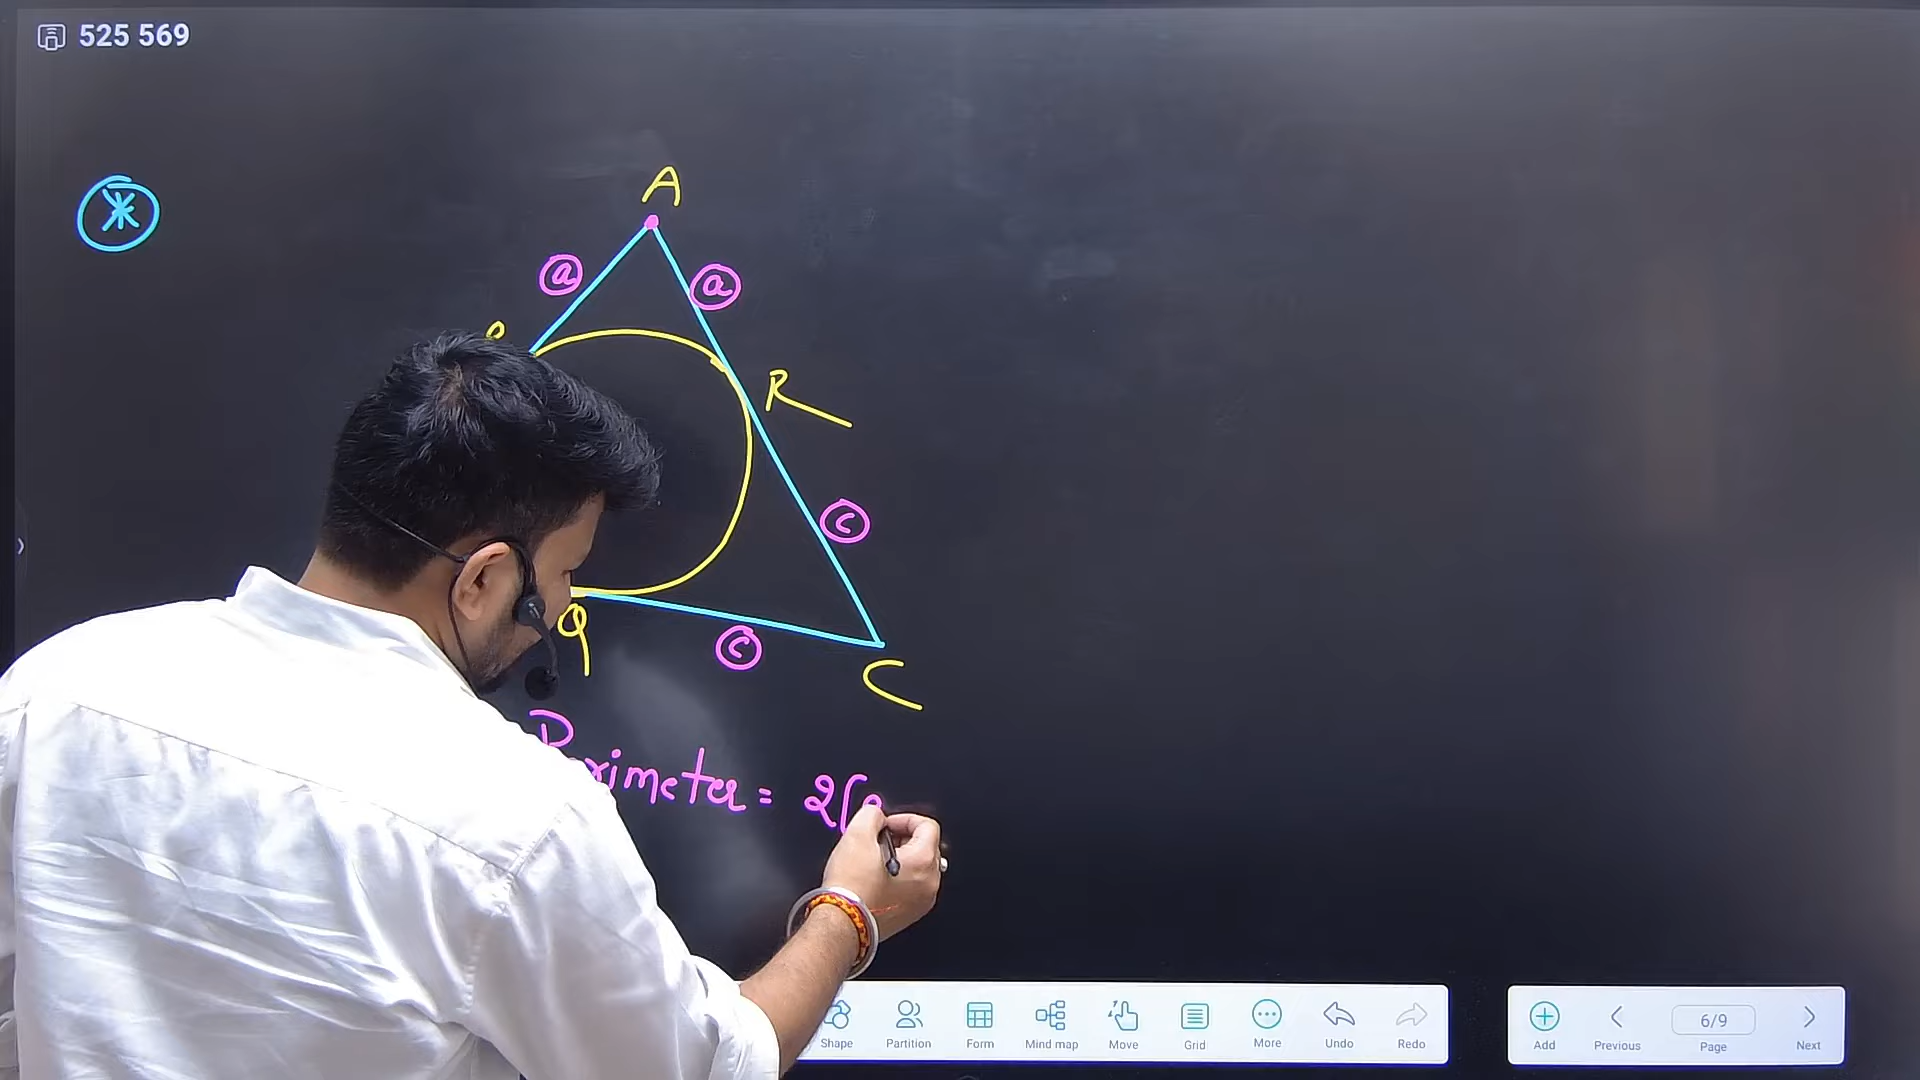 525 569
A
a
a
R
c
Q
c
C
Perimeter = 2(
Shape Partition Form Mind map Move Grid More Undo Redo
Add Previous 6/9 Page Next